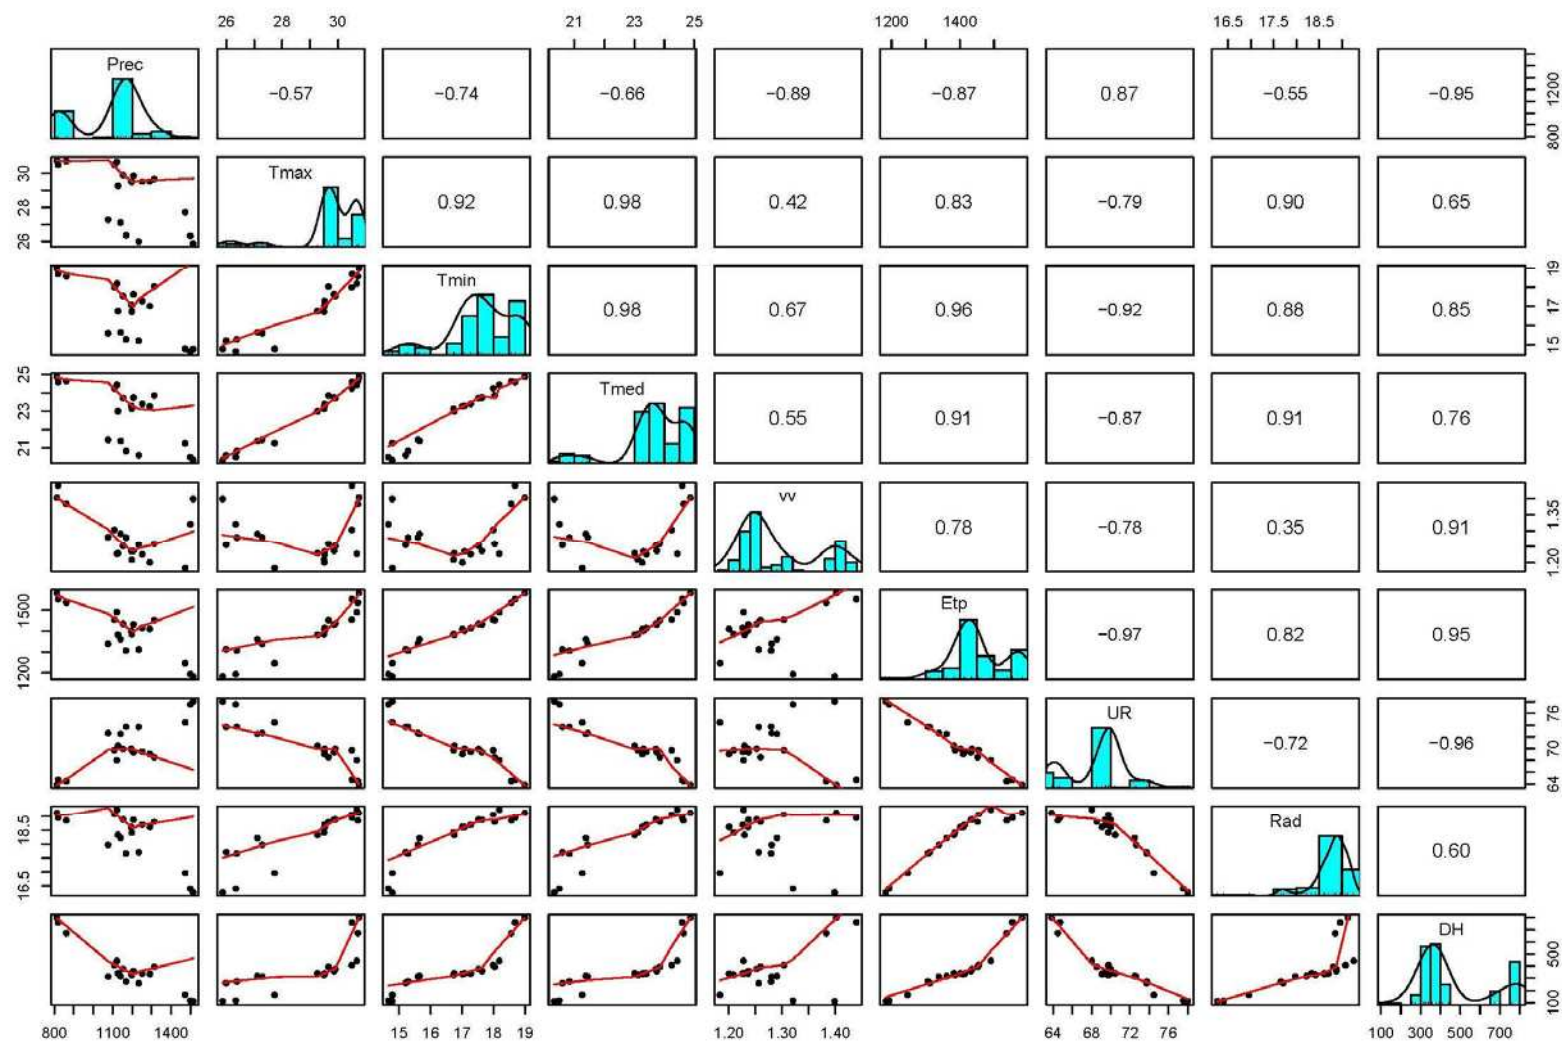 26 28 30 21 23 25 1200 1400 16.5 17.5 18.5
Prec −0.57 −0.74 −0.66 −0.89 −0.87 0.87 −0.55 −0.95 800 1200
26 28 30 Tmax 0.92 0.98 0.42 0.83 −0.79 0.90 0.65
Tmin 0.98 0.67 0.96 −0.92 0.88 0.85 15 17 19
21 23 25 Tmed 0.55 0.91 −0.87 0.91 0.76
vv 0.78 −0.78 0.35 0.91 1.20 1.35
1200 1500 Etp −0.97 0.82 0.95
UR −0.72 −0.96 64 70 76
16.5 18.5 Rad 0.60
DH 100 500
800 1100 1400 15 16 17 18 19 1.20 1.30 1.40 64 68 72 76 100 300 500 700